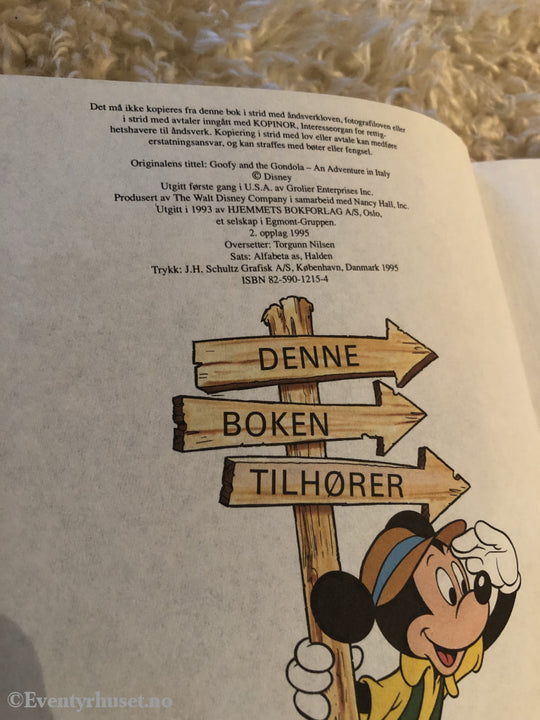 Det må ikke kopieres fra denne bok i strid med åndsverkloven, fotografiloven eller
i strid med avtaler inngått med KOPINOR, Interesseorgan for rettig-
hetshavere til åndsverk. Kopiering i strid med lov eller avtale kan medføre
erstatningsansvar, og kan straffes med bøter eller fengsel.
Originalens tittel: Goofy and the Gondola – An Adventure in Italy
© Disney
Utgitt første gang i U.S.A. av Grolier Enterprises Inc.
Produsert av The Walt Disney Company i samarbeid med Nancy Hall, Inc.
Utgitt i 1993 av HJEMMETS BOKFORLAG A/S, Oslo,
et selskap i Egmont-Gruppen.
2. opplag 1995
Oversetter: Torgunn Nilsen
Sats: Alfabeta as, Halden
Trykk: J.H. Schultz Grafisk A/S, København, Danmark 1995
ISBN 82-590-1215-4
DENNE
BOKEN
TILHØRER
©Eventyrhuset.no